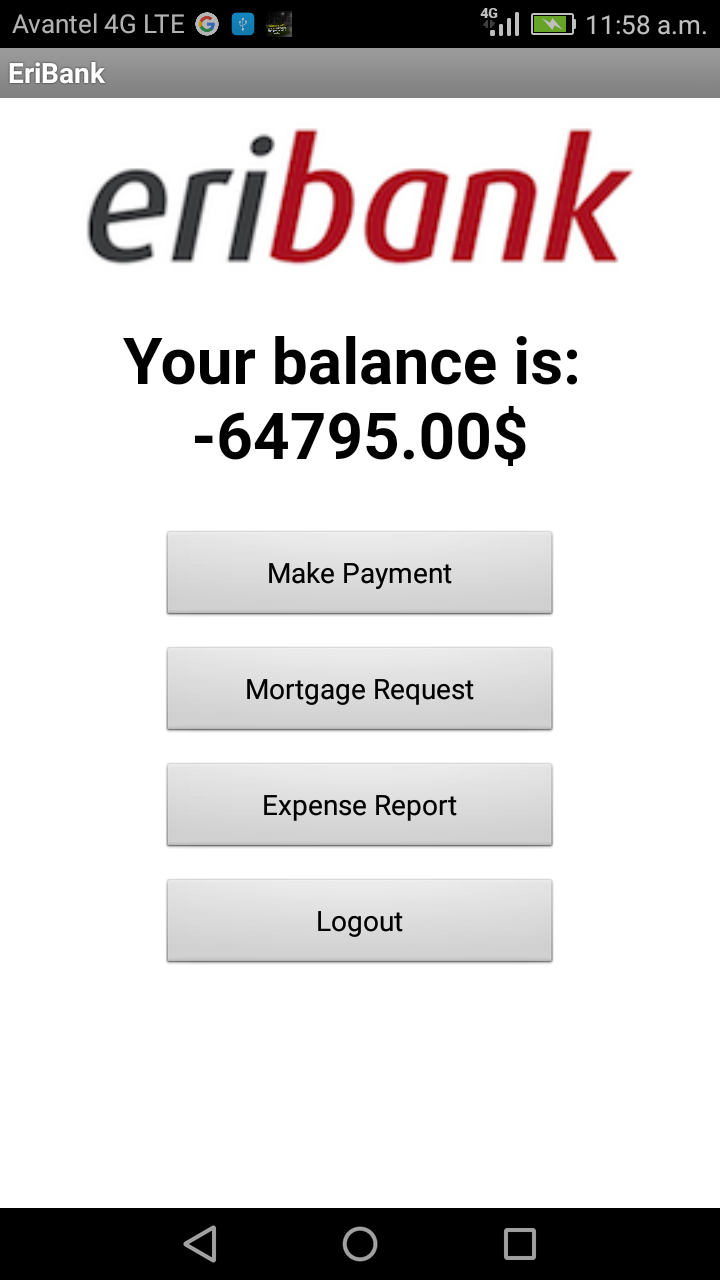 Avantel 4G LTE 4G 11:58 a.m.
EriBank
eribank
Your balance is:
-64795.00$
Make Payment
Mortgage Request
Expense Report
Logout